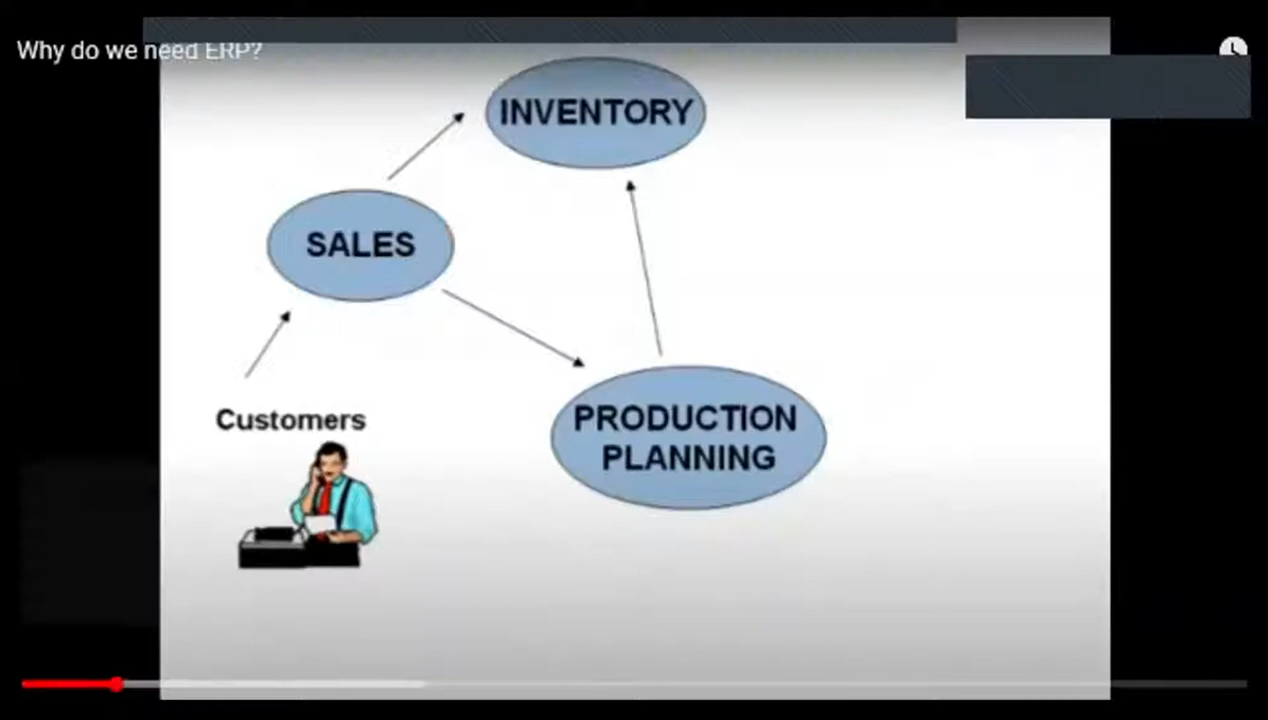 Why do we need ERP?
INVENTORY
SALES
Customers
PRODUCTION
PLANNING